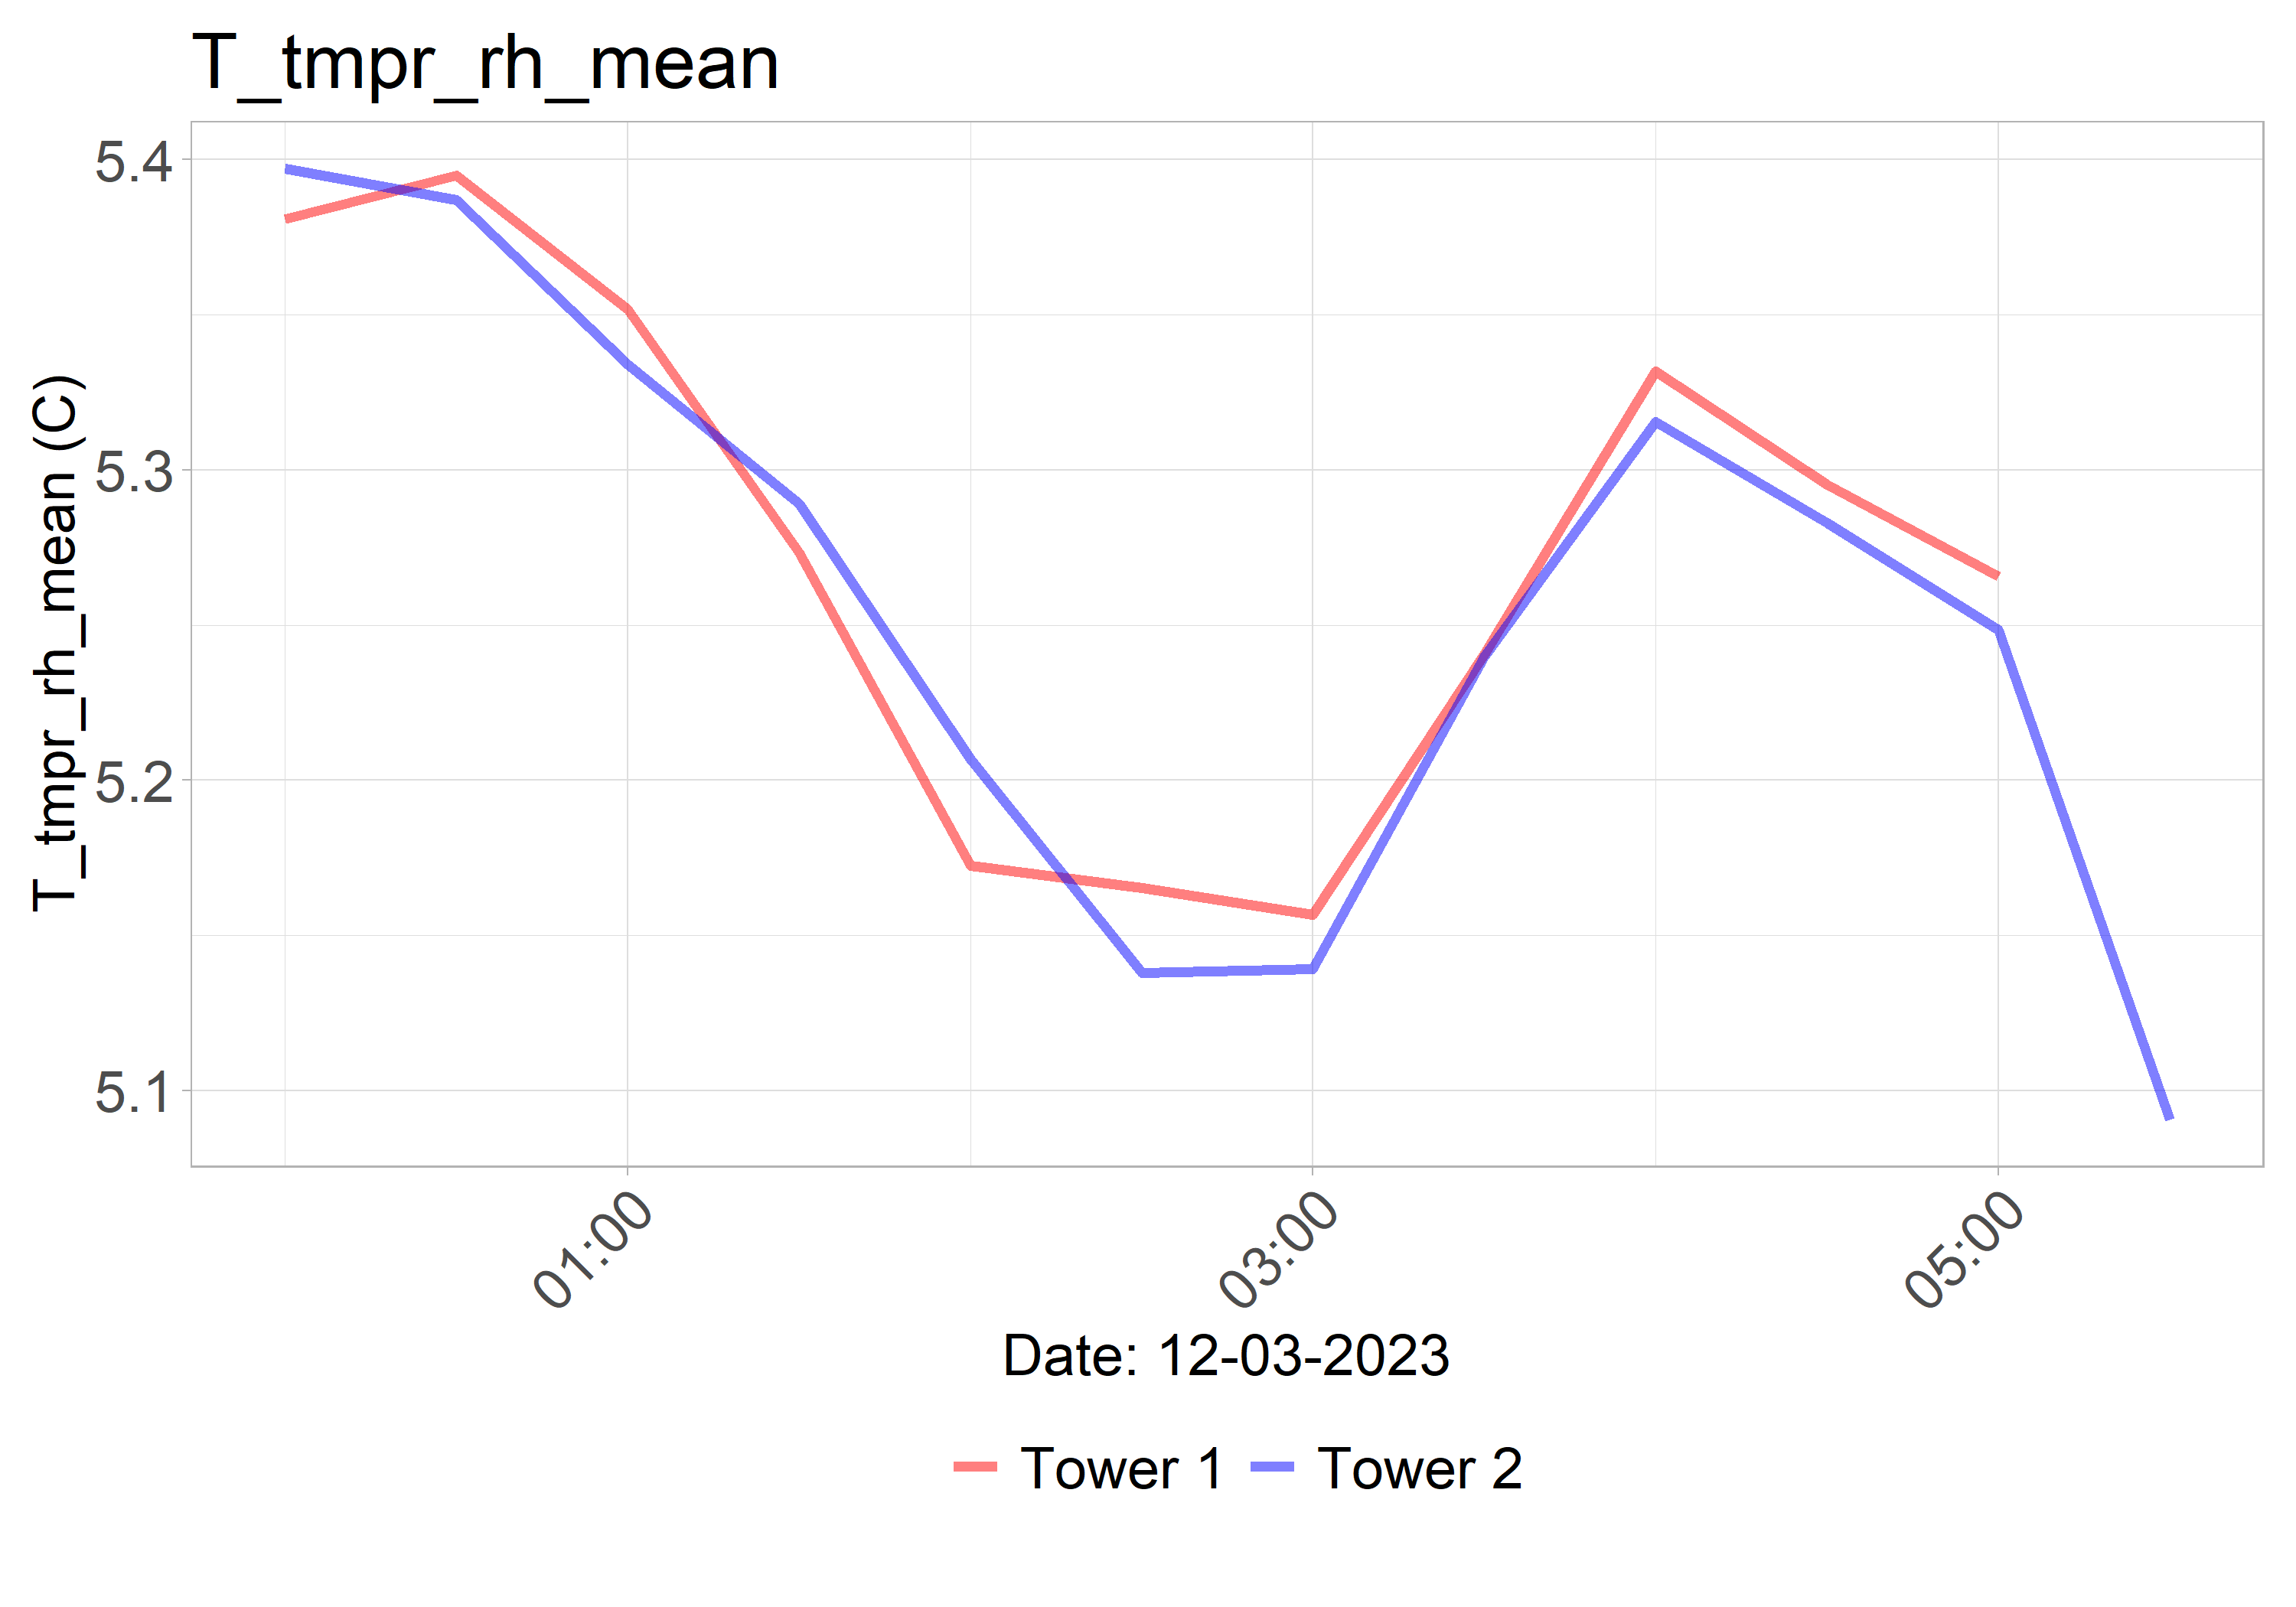 T_tmpr_rh_mean
T_tmpr_rh_mean (C)
5.4
5.3
5.2
5.1
01:00
03:00
05:00
Date: 12-03-2023
Tower 1
Tower 2